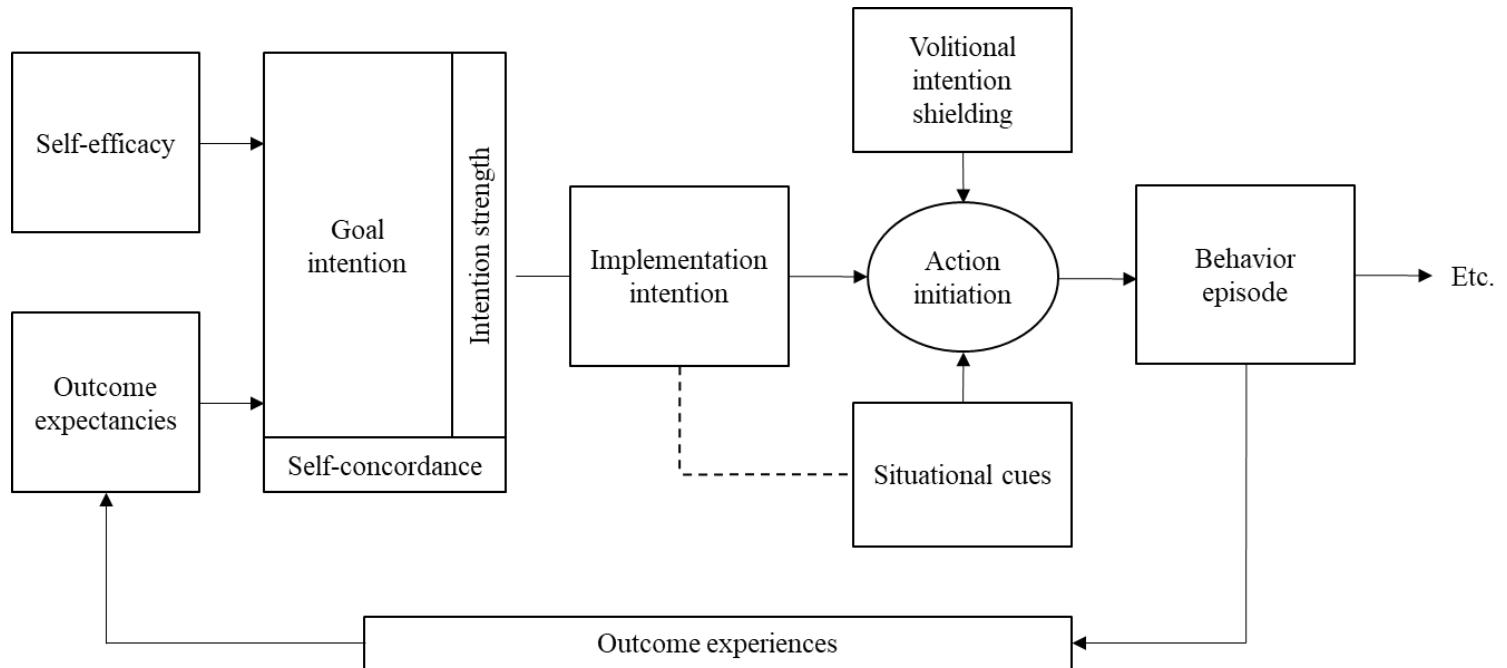 Self-efficacy
Outcome
expectancies
Goal
intention
Intention strength
Self-concordance
Implementation
intention
Volitional
intention
shielding
Action
initiation
Situational cues
Behavior
episode
Etc.
Outcome experiences